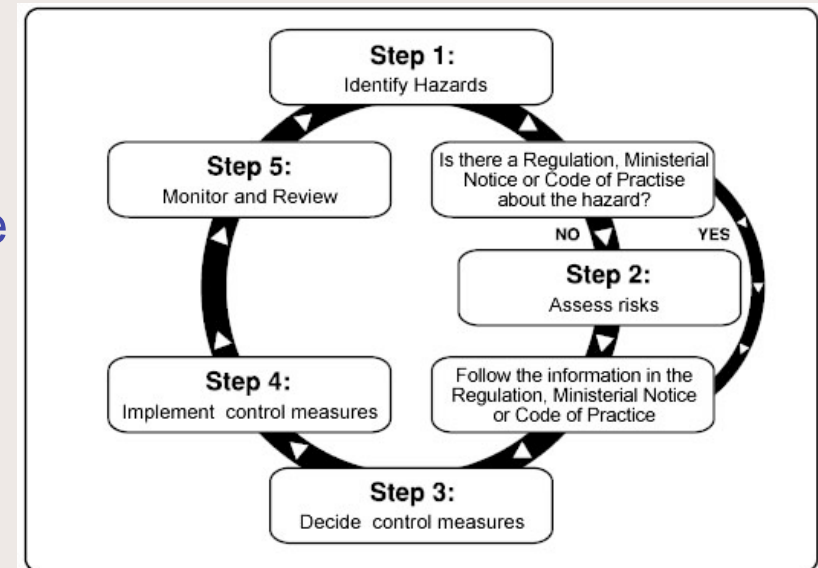 Step 1:
Identify Hazards
Is there a Regulation, Ministerial
Notice or Code of Practise
about the hazard?
NO
YES
Step 2:
Assess risks
Follow the information in the
Regulation, Ministerial Notice
or Code of Practice
Step 3:
Decide control measures
Step 4:
Implement control measures
Step 5:
Monitor and Review
e